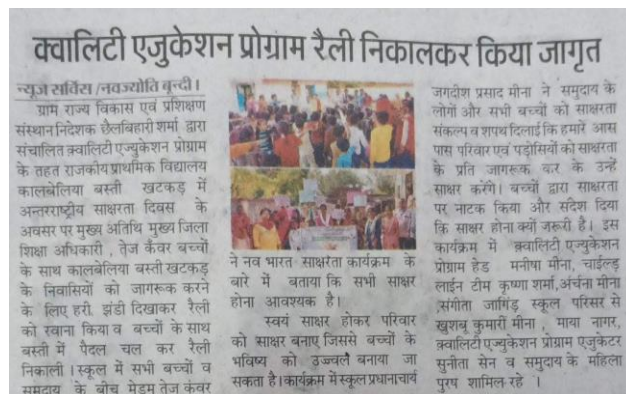 क्वालिटी एजुकेशन प्रोग्राम रैली निकालकर किया जागृत
न्यूज सर्विस/नवज्योति बून्दी।
ग्राम राज्य विकास एवं प्रशिक्षण
संस्थान निदेशक छैलबिहारी शर्मा द्वारा
संचालित क्वालिटी एज्युकेशन प्रोग्राम
के तहत राजकीय प्राथमिक विद्यालय
कालबेलिया बस्ती खटकड़ में
अन्तरराष्ट्रीय साक्षरता दिवस के
अवसर पर मुख्य अतिथि मुख्य जिला
शिक्षा अधिकारी , तेज कँवर बच्चों
के साथ कालबेलिया बस्ती खटकड़
के निवासियों को जागरूक करने
के लिए हरी. झंडी दिखाकर रैली
को रवाना किया व बच्चों के साथ
बस्ती में पैदल चल कर रैली
निकाली। स्कूल में सभी बच्चों व
समुदाय के बीच मेडम तेज कंवर
ने नव भारत साक्षरता कार्यक्रम के
बारे में बताया कि सभी साक्षर
होना आवश्यक है।
स्वयं साक्षर होकर परिवार
को साक्षर बनाए जिससे बच्चों के
भविष्य को उज्ज्वल बनाया जा
सकता है। कार्यक्रम में स्कूल प्रधानाचार्य
जगदीश प्रसाद मीना ने समुदाय के
लोगों और सभी बच्चों को साक्षरता
संकल्प व शपथ दिलाई कि हमारे आस
पास परिवार एवं पड़ोसियों को साक्षरता
के प्रति जागरूक कर के उन्हें
साक्षर करेंगे। बच्चों द्वारा साक्षरता
पर नाटक किया और संदेश दिया
कि साक्षर होना क्यों जरूरी है। इस
कार्यक्रम में क्वालिटी एज्युकेशन
प्रोग्राम हेड मनीषा मीना, चाईल्ड
लाईन टीम कृष्णा शर्मा, अर्चना मीना
,संगीता जांगिड़ स्कूल परिसर से
खुशबू कुमारी मीना , माया नागर,
क्वालिटी एज्युकेशन प्रोग्राम एजुकेटर
सुनीता सेन व समुदाय के महिला
पुरष शामिल रहे ।